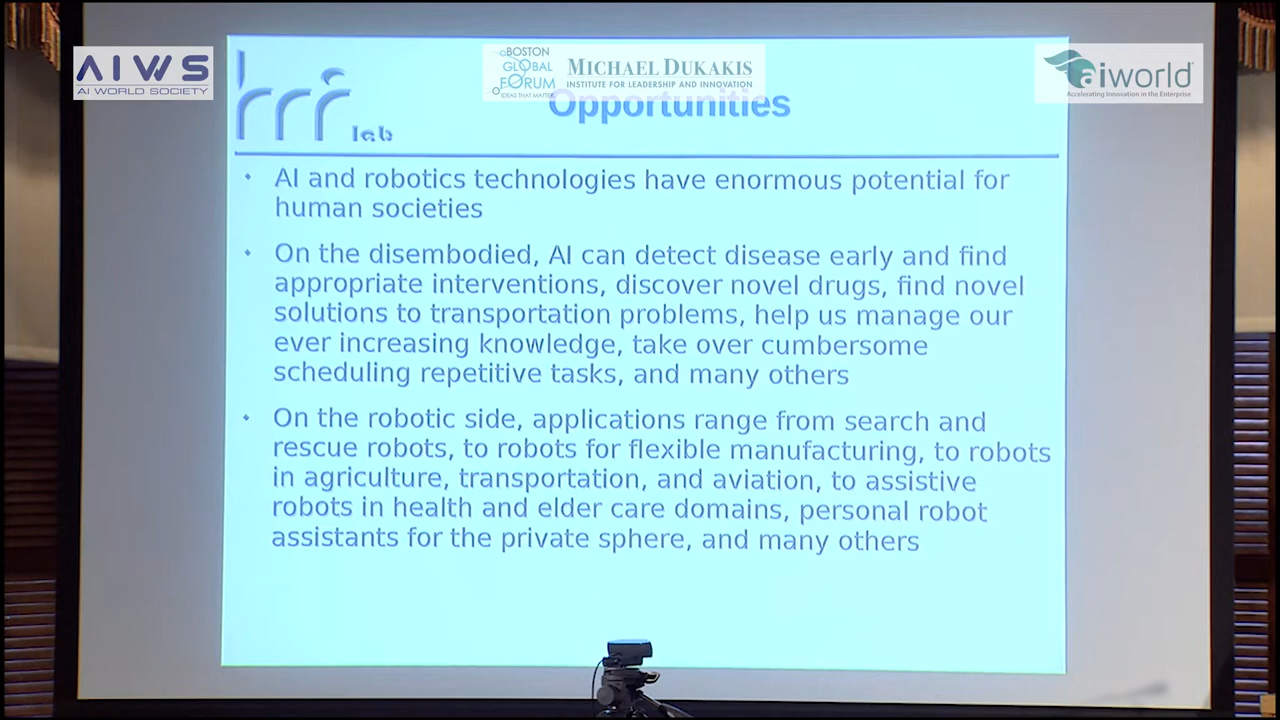 AIWS
AI WORLD SOCIETY
BOSTON
GLOBAL
FORUM
IDEAS THAT MATTER
MICHAEL DUKAKIS
INSTITUTE FOR LEADERSHIP AND INNOVATION
aiworld
Accelerating Innovation in the Enterprise
hri lab
Opportunities
• AI and robotics technologies have enormous potential for
human societies
• On the disembodied, AI can detect disease early and find
appropriate interventions, discover novel drugs, find novel
solutions to transportation problems, help us manage our
ever increasing knowledge, take over cumbersome
scheduling repetitive tasks, and many others
• On the robotic side, applications range from search and
rescue robots, to robots for flexible manufacturing, to robots
in agriculture, transportation, and aviation, to assistive
robots in health and elder care domains, personal robot
assistants for the private sphere, and many others